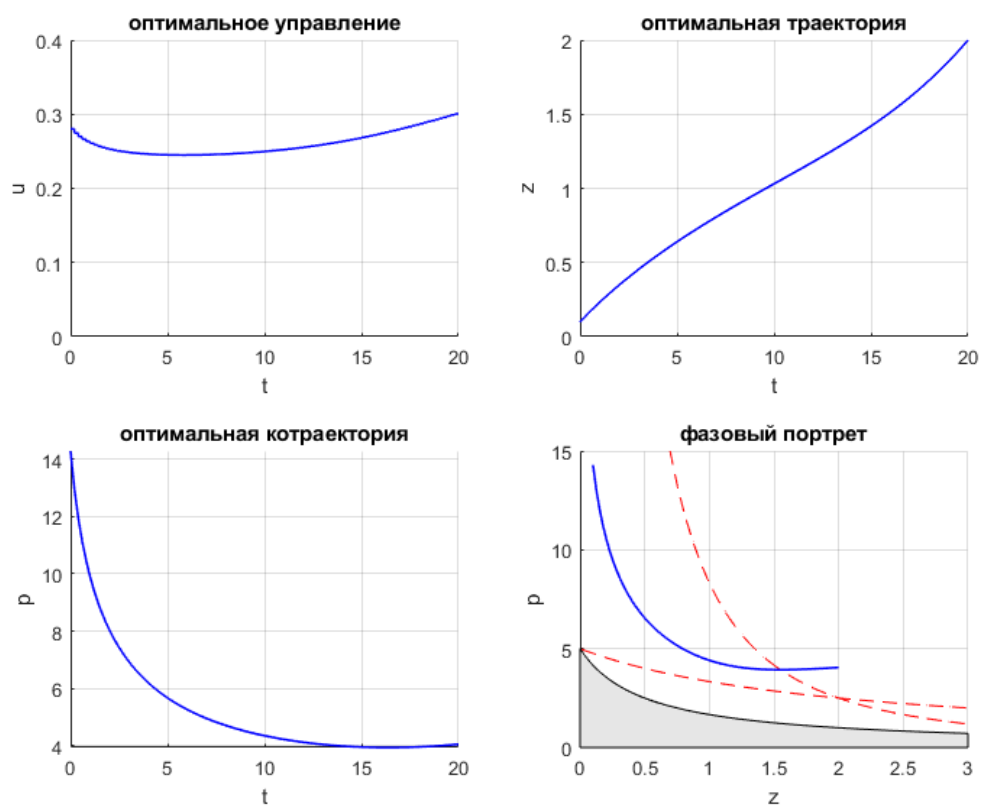 оптимальное управление
0.4
0.3
0.2
0.1
0
u
0 5 10 15 20
t
оптимальная траектория
2
1.5
1
0.5
0
z
0 5 10 15 20
t
оптимальная котраектория
14
12
10
8
6
4
p
0 5 10 15 20
t
фазовый портрет
15
10
5
0
p
0 0.5 1 1.5 2 2.5 3
z